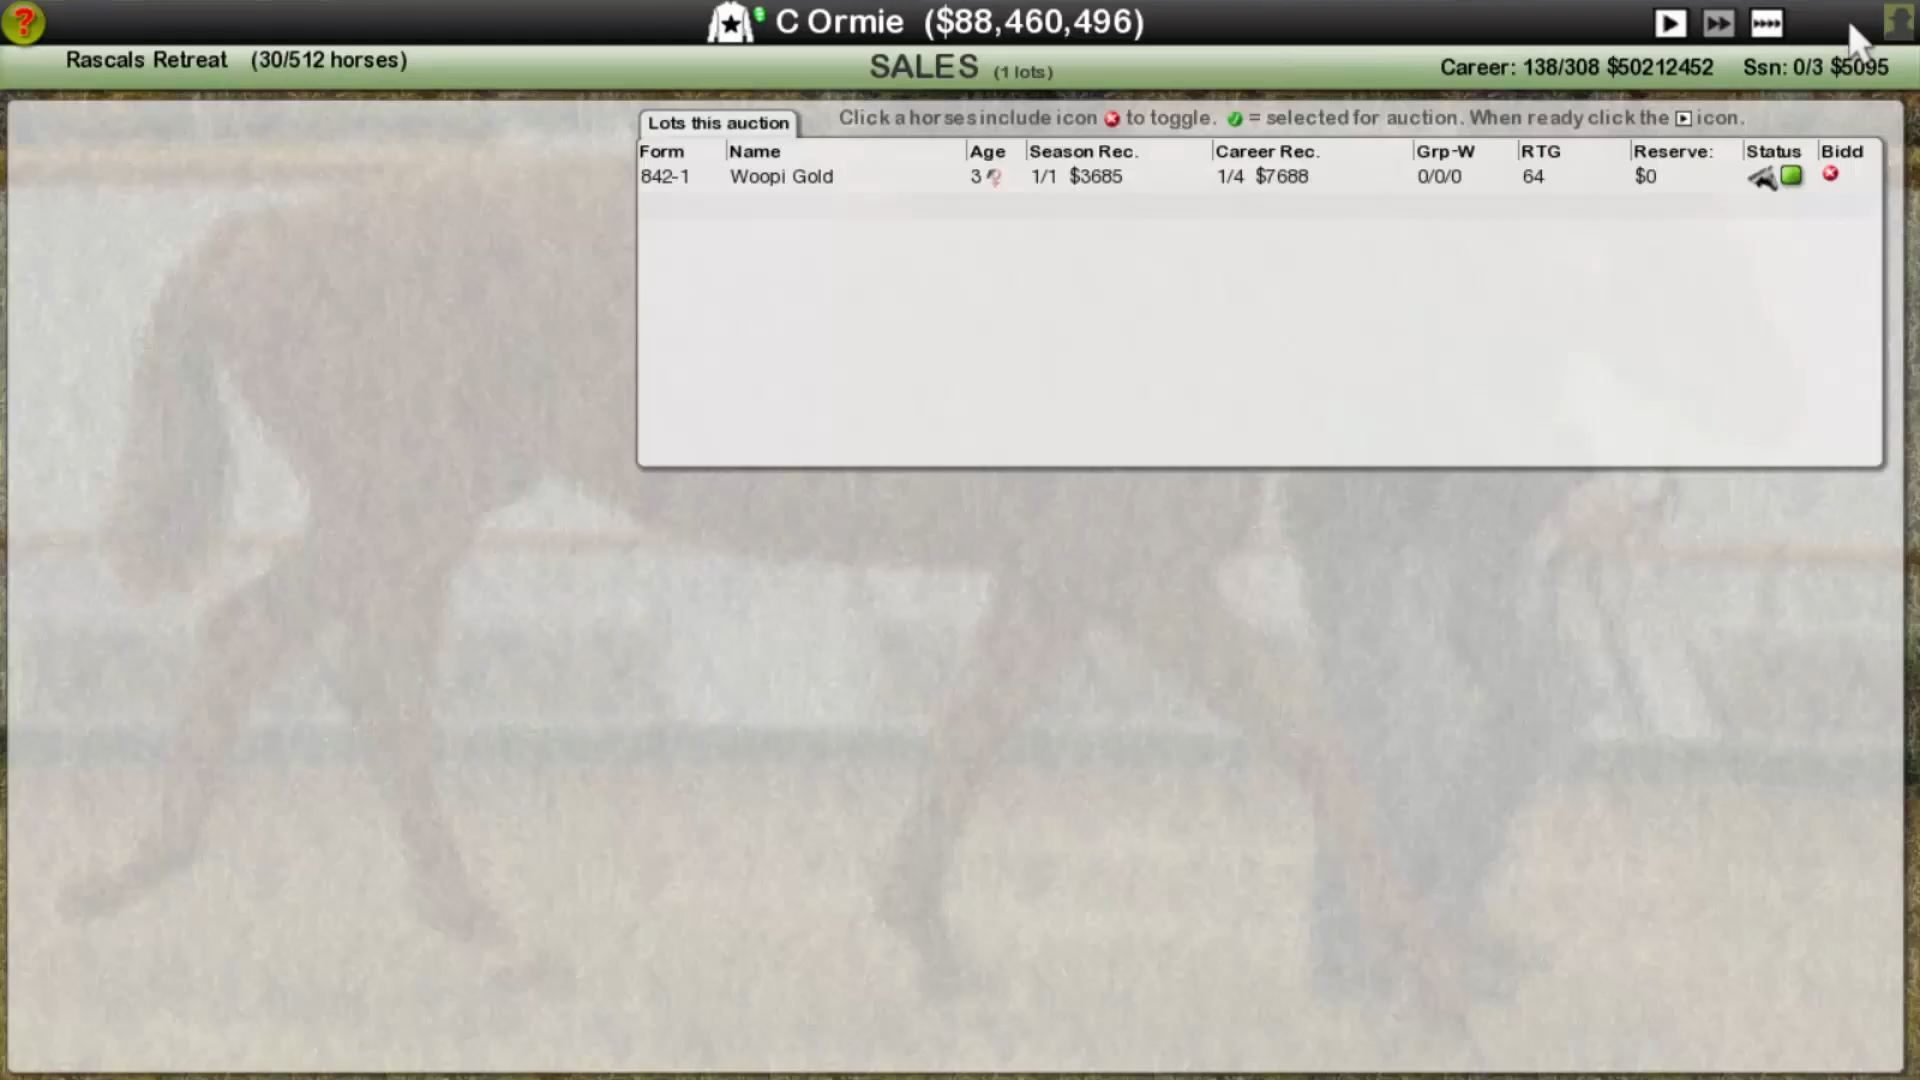 ?
C Ormie ($88,460,496)
Rascals Retreat (30/512 horses)
SALES (1 lots)
Career: 138/308 $50212452 Ssn: 0/3 $5095
Lots this auction
Click a horses include icon to toggle. = selected for auction. When ready click the icon.
Form Name Age Season Rec. Career Rec. Grp-W RTG Reserve: Status Bidd
842-1 Woopi Gold 3 1/1 $3685 1/4 $7688 0/0/0 64 $0